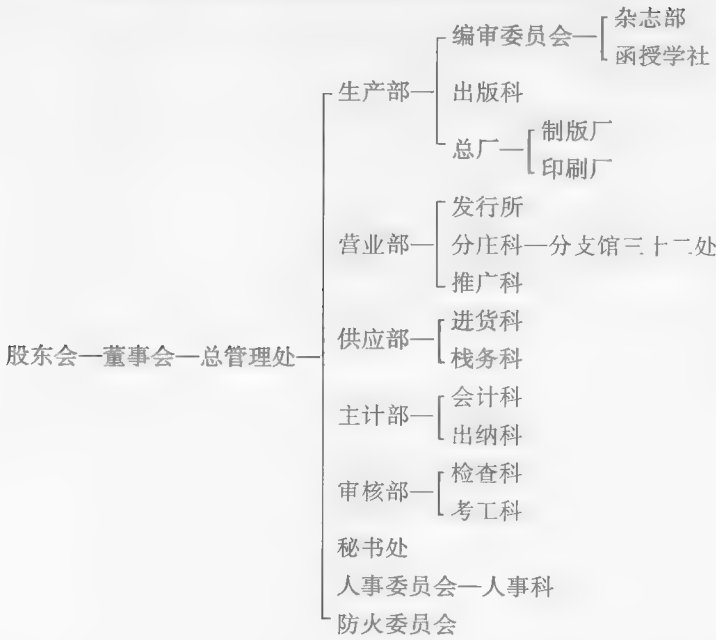 杂志部
编审委员会
函授学社
生产部
出版科
制版厂
总厂
印刷厂
发行所
营业部
分庄科—分支馆三十二处
推广科
进货科
供应部
栈务科
股东会—董事会—总管理处
会计科
主计部
出纳科
检查科
审核部
考工科
秘书处
人事委员会—人事科
防火委员会